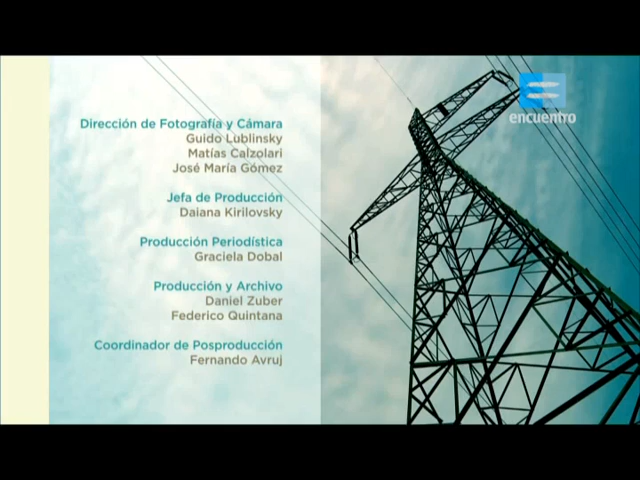 Dirección de Fotografía y Cámara
Guido Lublinsky
Matías Calzolari
José María Gómez
Jefa de Producción
Daiana Kirilovsky
Producción Periodística
Graciela Dobal
Producción y Archivo
Daniel Zuber
Federico Quintana
Coordinador de Posproducción
Fernando Avruj
encuentro